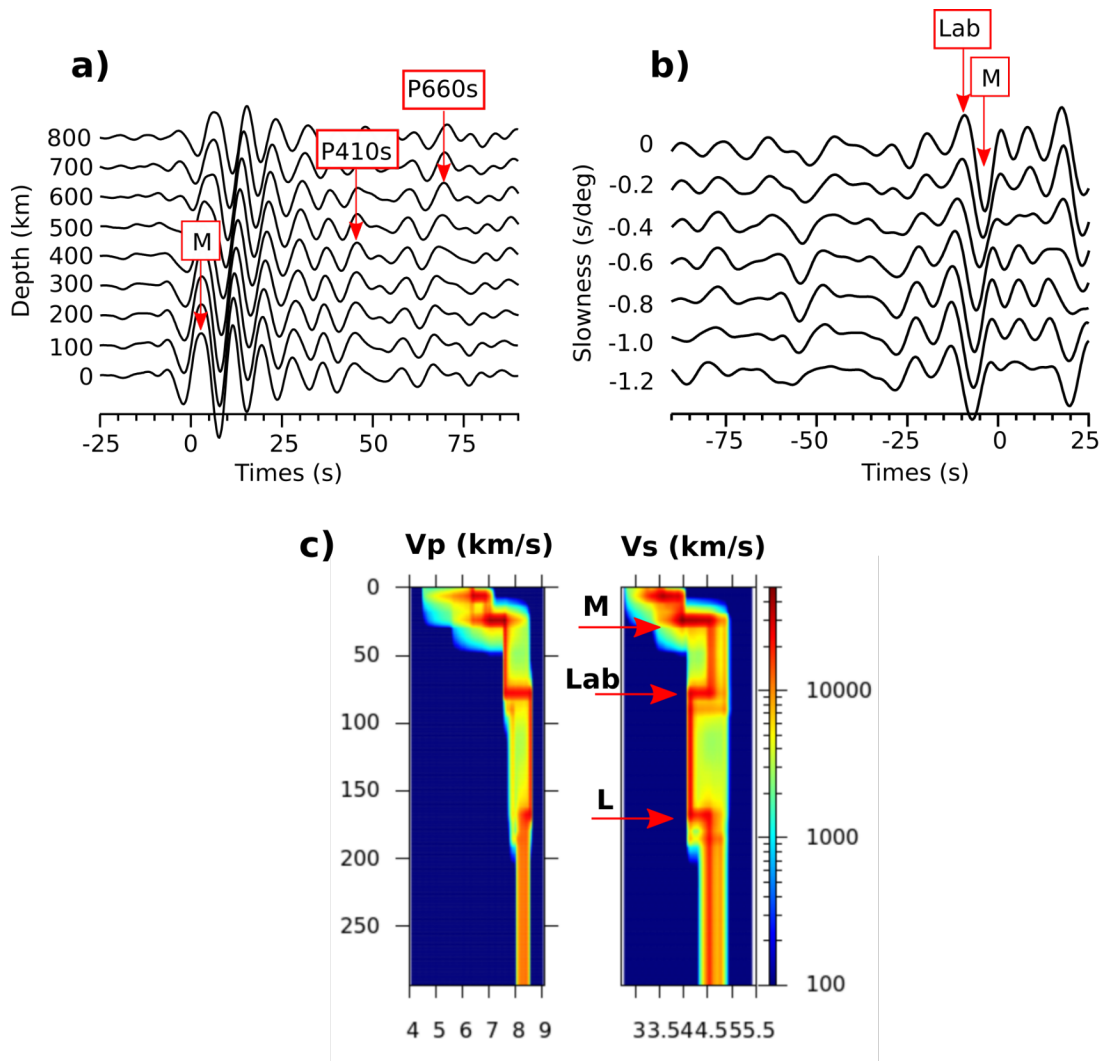 a)
Depth (km)
800
700
600
500
400
300
200
100
0
M
P410s
P660s
-25 0 25 50 75
Times (s)
b)
Slowness (s/deg)
Lab
M
0
-0.2
-0.4
-0.6
-0.8
-1.0
-1.2
-75 -50 -25 0 25
Times (s)
c)
Vp (km/s) Vs (km/s)
0
50
100
150
200
250
M
Lab
L
10000
1000
100
4 5 6 7 8 9
33.544.555.5